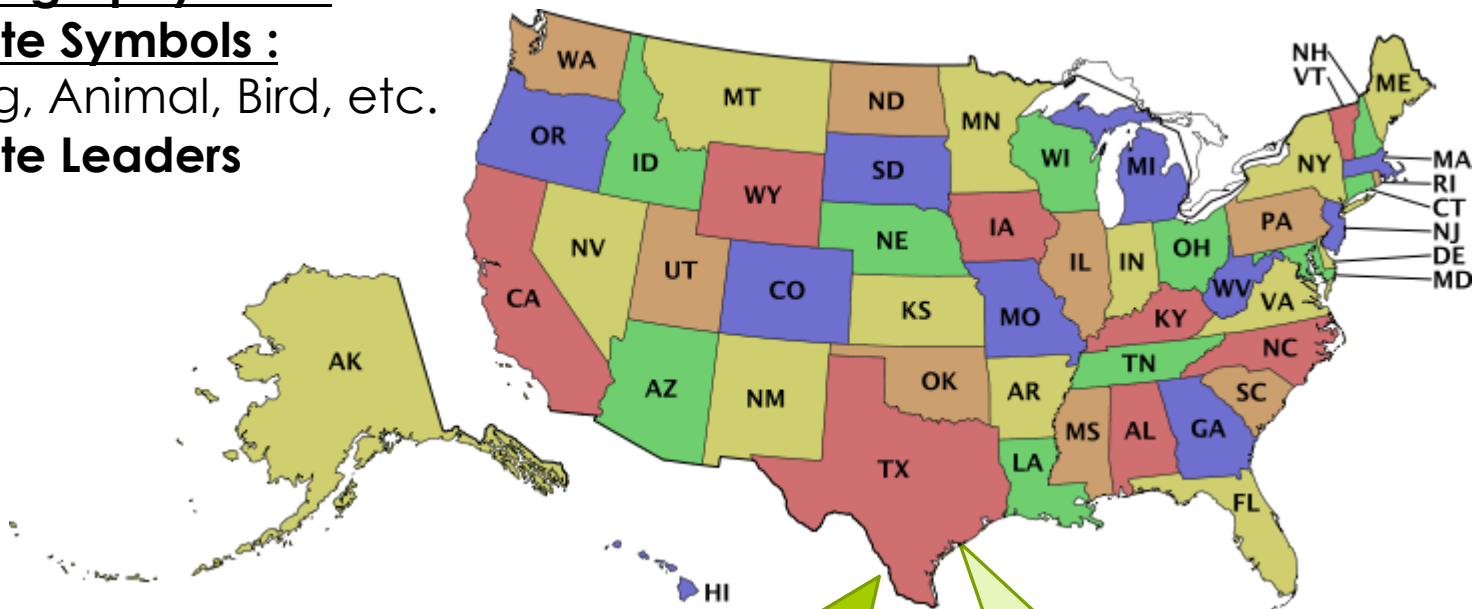 te Symbols :
g, Animal, Bird, etc.
te Leaders
WA
MT
ND
MN
OR
ID
WY
SD
WI
MI
NH
VT
ME
NY
MA
RI
CT
NJ
DE
MD
NV
UT
CO
NE
IA
IL
IN
OH
PA
WV
VA
CA
KS
MO
KY
NC
TN
SC
AZ
NM
OK
AR
MS
AL
GA
TX
LA
FL
AK
HI